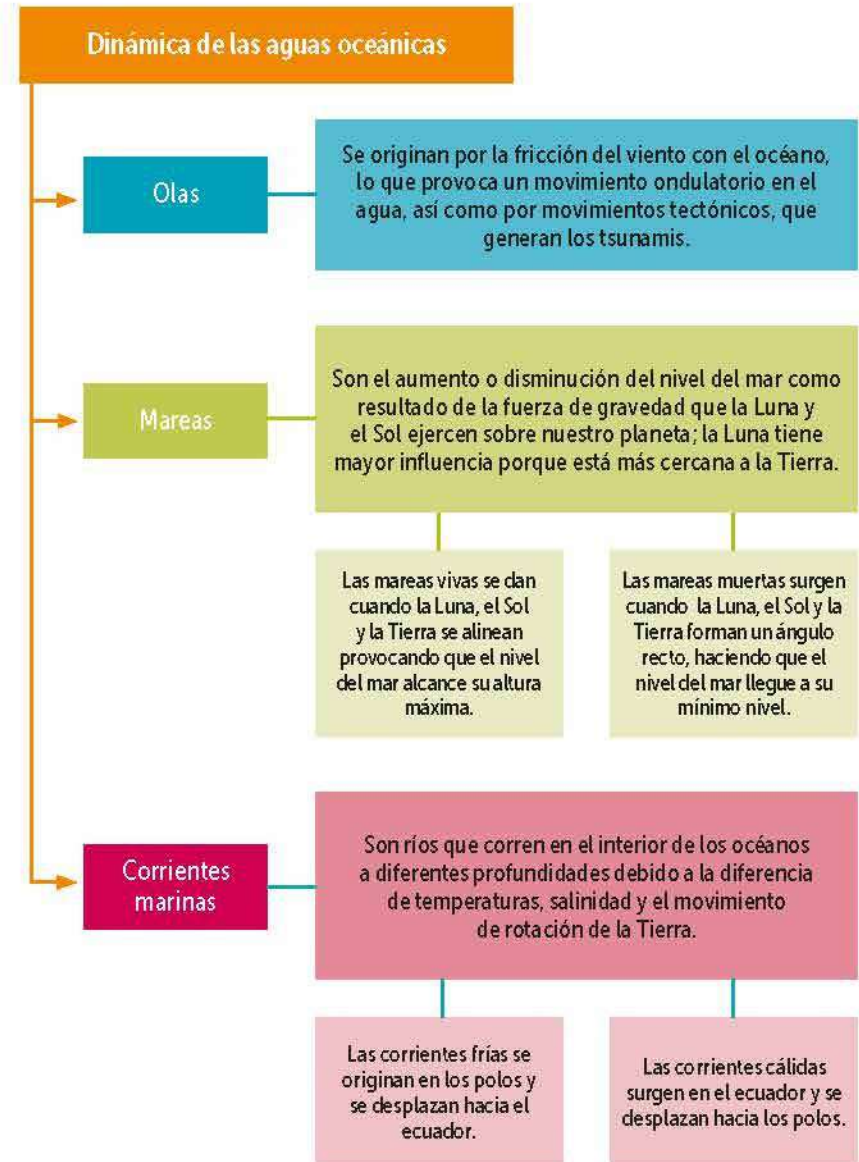 Dinámica de las aguas oceánicas
Olas
Se originan por la fricción del viento con el océano,
lo que provoca un movimiento ondulatorio en el
agua, así como por movimientos tectónicos, que
generan los tsunamis.
Mareas
Son el aumento o disminución del nivel del mar como
resultado de la fuerza de gravedad que la Luna y
el Sol ejercen sobre nuestro planeta; la Luna tiene
mayor influencia porque está más cercana a la Tierra.
Las mareas vivas se dan
cuando la Luna, el Sol
y la Tierra se alinean
provocando que el nivel
del mar alcance su altura
máxima.
Las mareas muertas surgen
cuando la Luna, el Sol y la
Tierra forman un ángulo
recto, haciendo que el
nivel del mar llegue a su
mínimo nivel.
Corrientes
marinas
Son ríos que corren en el interior de los océanos
a diferentes profundidades debido a la diferencia
de temperaturas, salinidad y el movimiento
de rotación de la Tierra.
Las corrientes frías se
originan en los polos y
se desplazan hacia el
ecuador.
Las corrientes cálidas
surgen en el ecuador y se
desplazan hacia los polos.